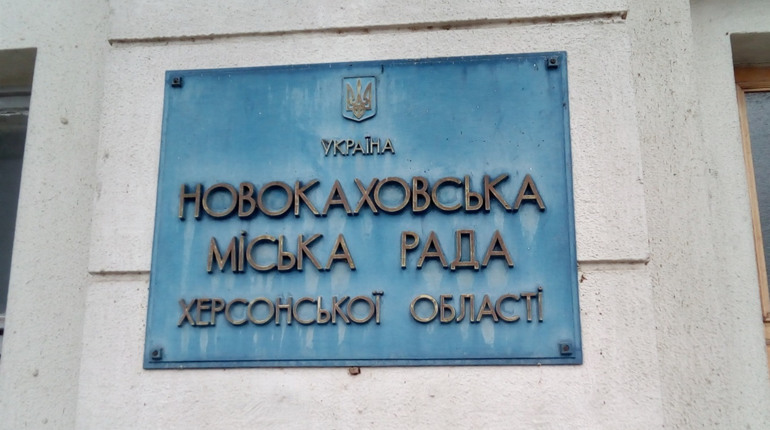 УКРАЇНА
НОВОКАХОВСЬКА
МІСЬКА РАДА
ХЕРСОНСЬКОЇ ОБЛАСТІ